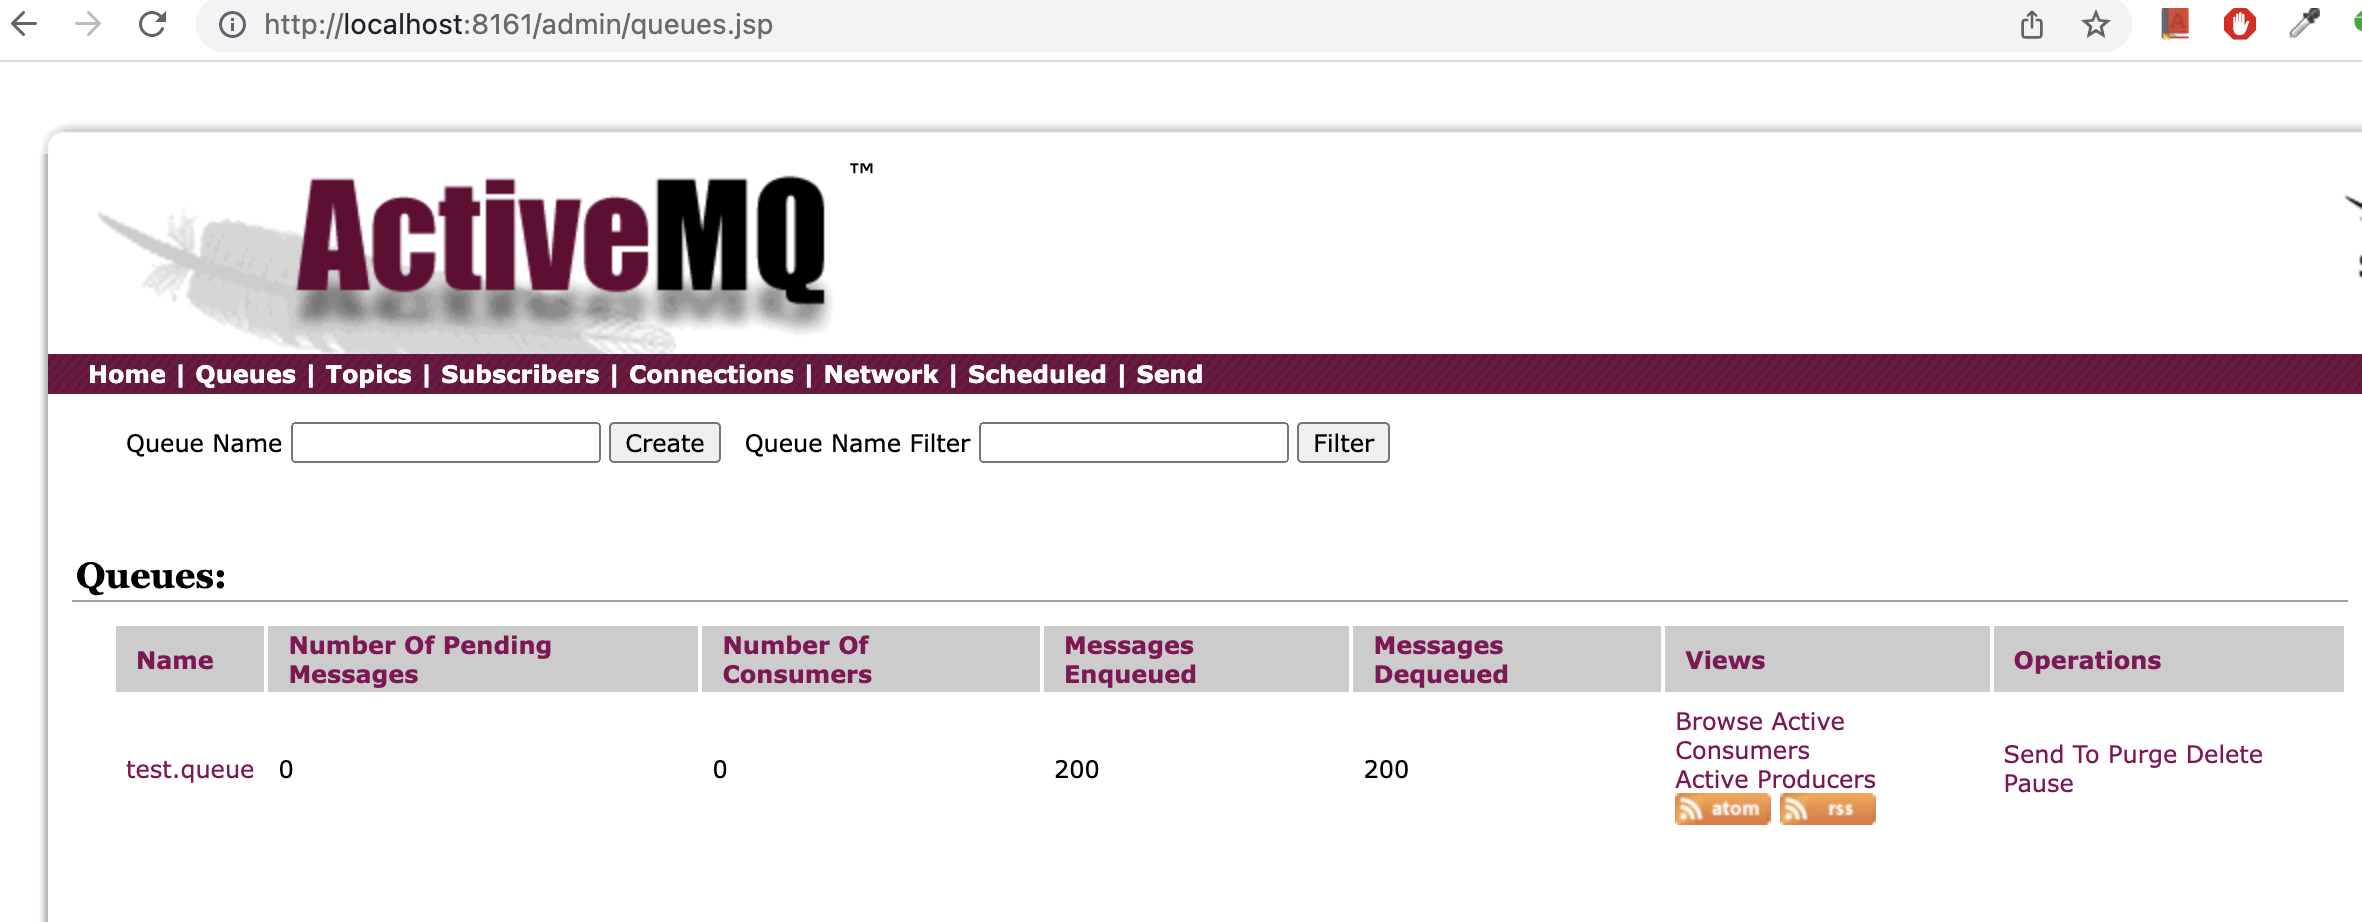 http://localhost:8161/admin/queues.jsp
ActiveMQ ™
Home | Queues | Topics | Subscribers | Connections | Network | Scheduled | Send
Queue Name Create Queue Name Filter Filter
Queues:
Name
Number Of Pending
Messages
Number Of
Consumers
Messages
Enqueued
Messages
Dequeued
Views
Operations
test.queue 0 0 200 200
Browse Active
Consumers
Active Producers
atom rss
Send To Purge Delete
Pause